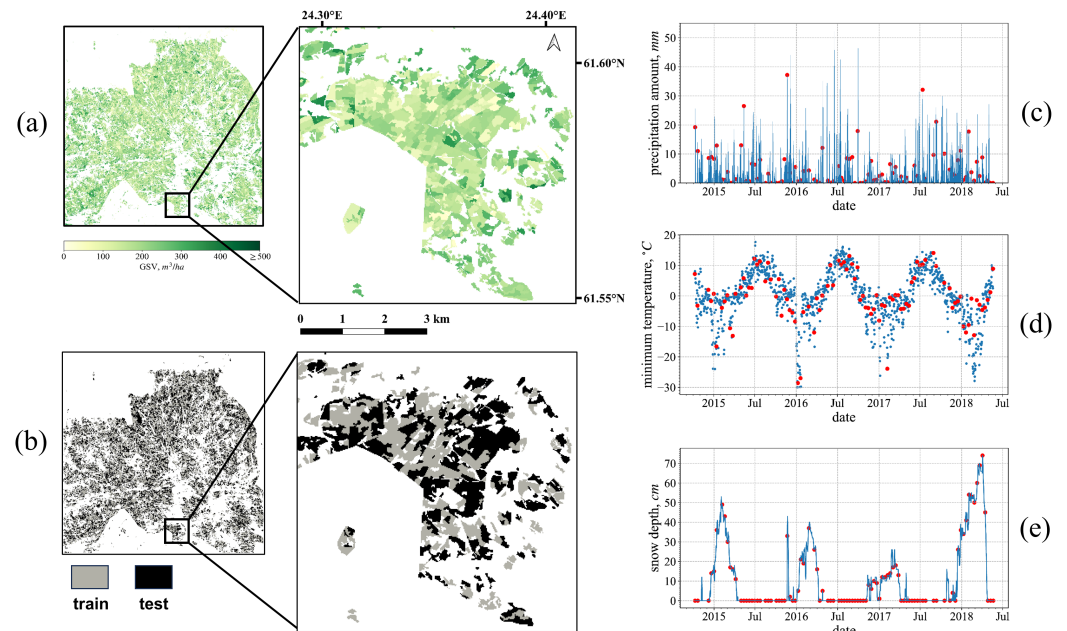 24.30°E 24.40°E
(a)
61.60°N
61.55°N
0 100 200 300 400 ≥500
GSV, m³/ha
0 1 2 3 km
(b)
train test
precipitation amount, mm
50
40
30
20
10
0
2015 Jul 2016 Jul 2017 Jul 2018 Jul
date
(c)
minimum temperature, ˚C
20
10
0
−10
−20
−30
2015 Jul 2016 Jul 2017 Jul 2018 Jul
date
(d)
snow depth, cm
70
60
50
40
30
20
10
0
2015 Jul 2016 Jul 2017 Jul 2018 Jul
date
(e)